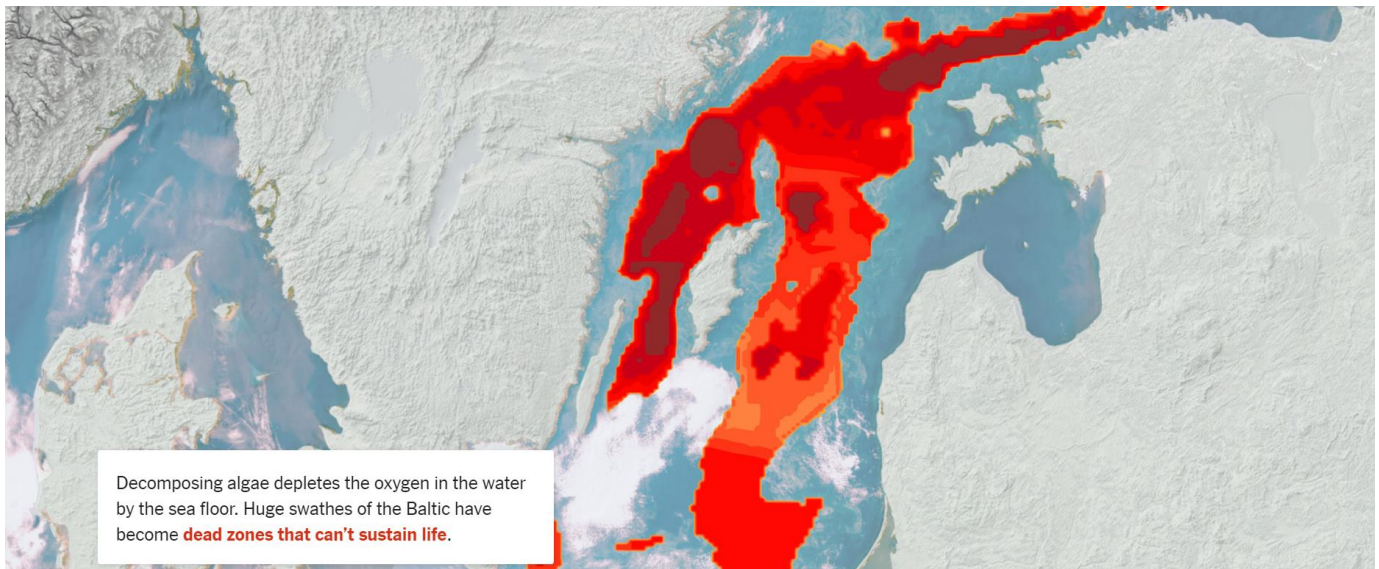 Decomposing algae depletes the oxygen in the water
by the sea floor. Huge swathes of the Baltic have
become dead zones that can’t sustain life.